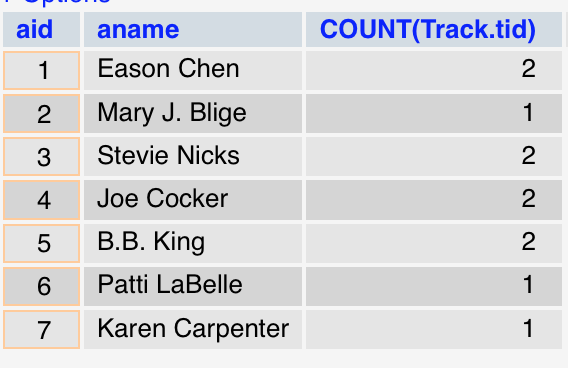 Options
aid aname COUNT(Track.tid)
1 Eason Chen 2
2 Mary J. Blige 1
3 Stevie Nicks 2
4 Joe Cocker 2
5 B.B. King 2
6 Patti LaBelle 1
7 Karen Carpenter 1